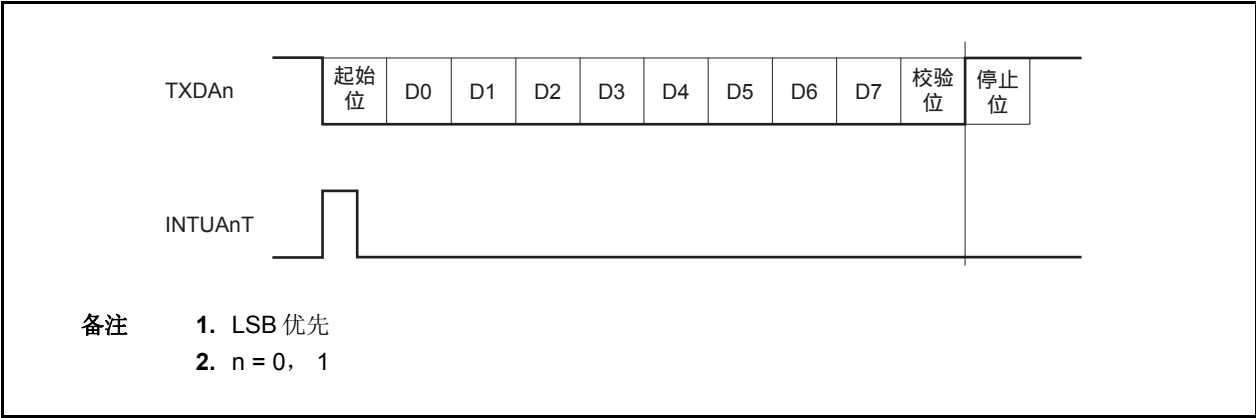 TXDAn 起始位 D0 D1 D2 D3 D4 D5 D6 D7 校验位 停止位
INTUAnT
备注 1. LSB 优先
2. n = 0， 1